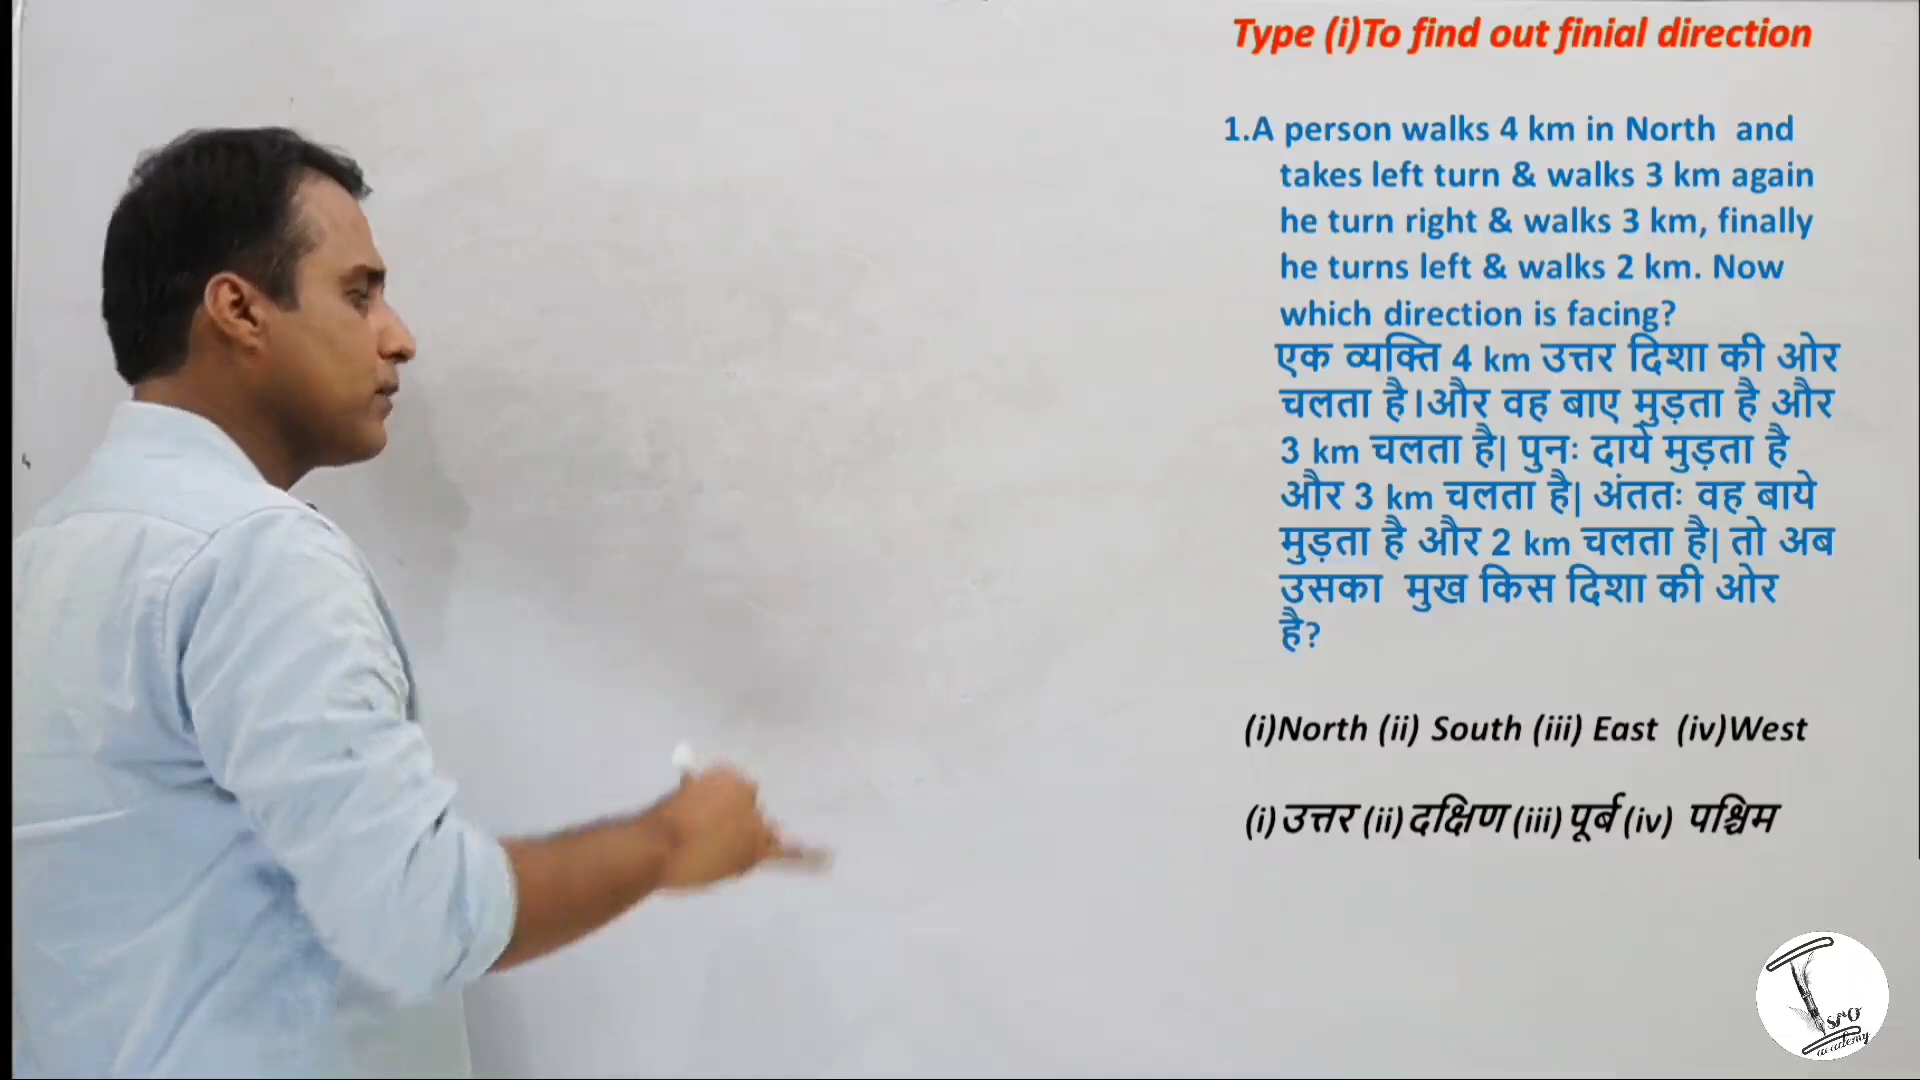 Type (i)To find out finial direction
1.A person walks 4 km in North and
takes left turn & walks 3 km again
he turn right & walks 3 km, finally
he turns left & walks 2 km. Now
which direction is facing?
एक व्यक्ति 4 km उत्तर दिशा की ओर
चलता है।और वह बाए मुड़ता है और
3 km चलता है| पुनः दाये मुड़ता है
और 3 km चलता है| अंततः वह बाये
मुड़ता है और 2 km चलता है| तो अब
उसका मुख किस दिशा की ओर
है?
(i)North (ii) South (iii) East (iv)West
(i) उत्तर (ii) दक्षिण (iii) पूर्ब (iv) पश्चिम
sro
academy